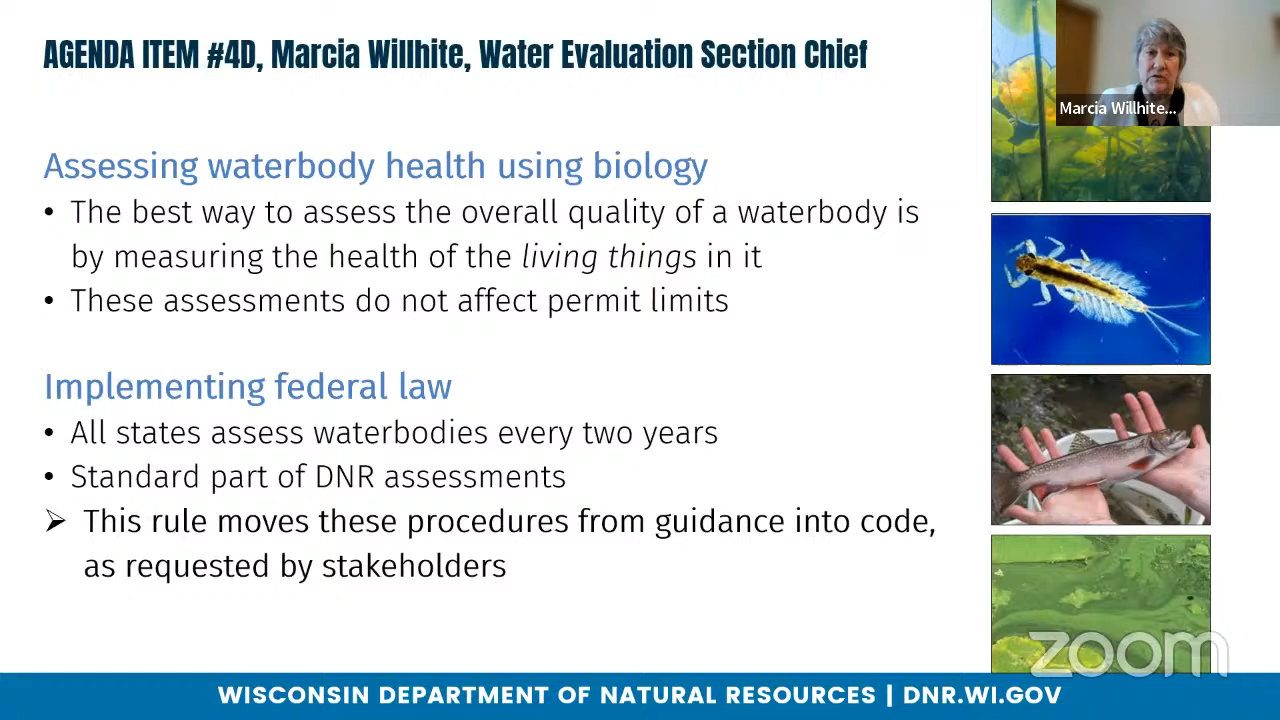 AGENDA ITEM #4D, Marcia Willhite, Water Evaluation Section Chief
Marcia Willhite...
Assessing waterbody health using biology
• The best way to assess the overall quality of a waterbody is
by measuring the health of the living things in it
• These assessments do not affect permit limits
Implementing federal law
• All states assess waterbodies every two years
• Standard part of DNR assessments
➢ This rule moves these procedures from guidance into code,
as requested by stakeholders
zoom
WISCONSIN DEPARTMENT OF NATURAL RESOURCES | DNR.WI.GOV